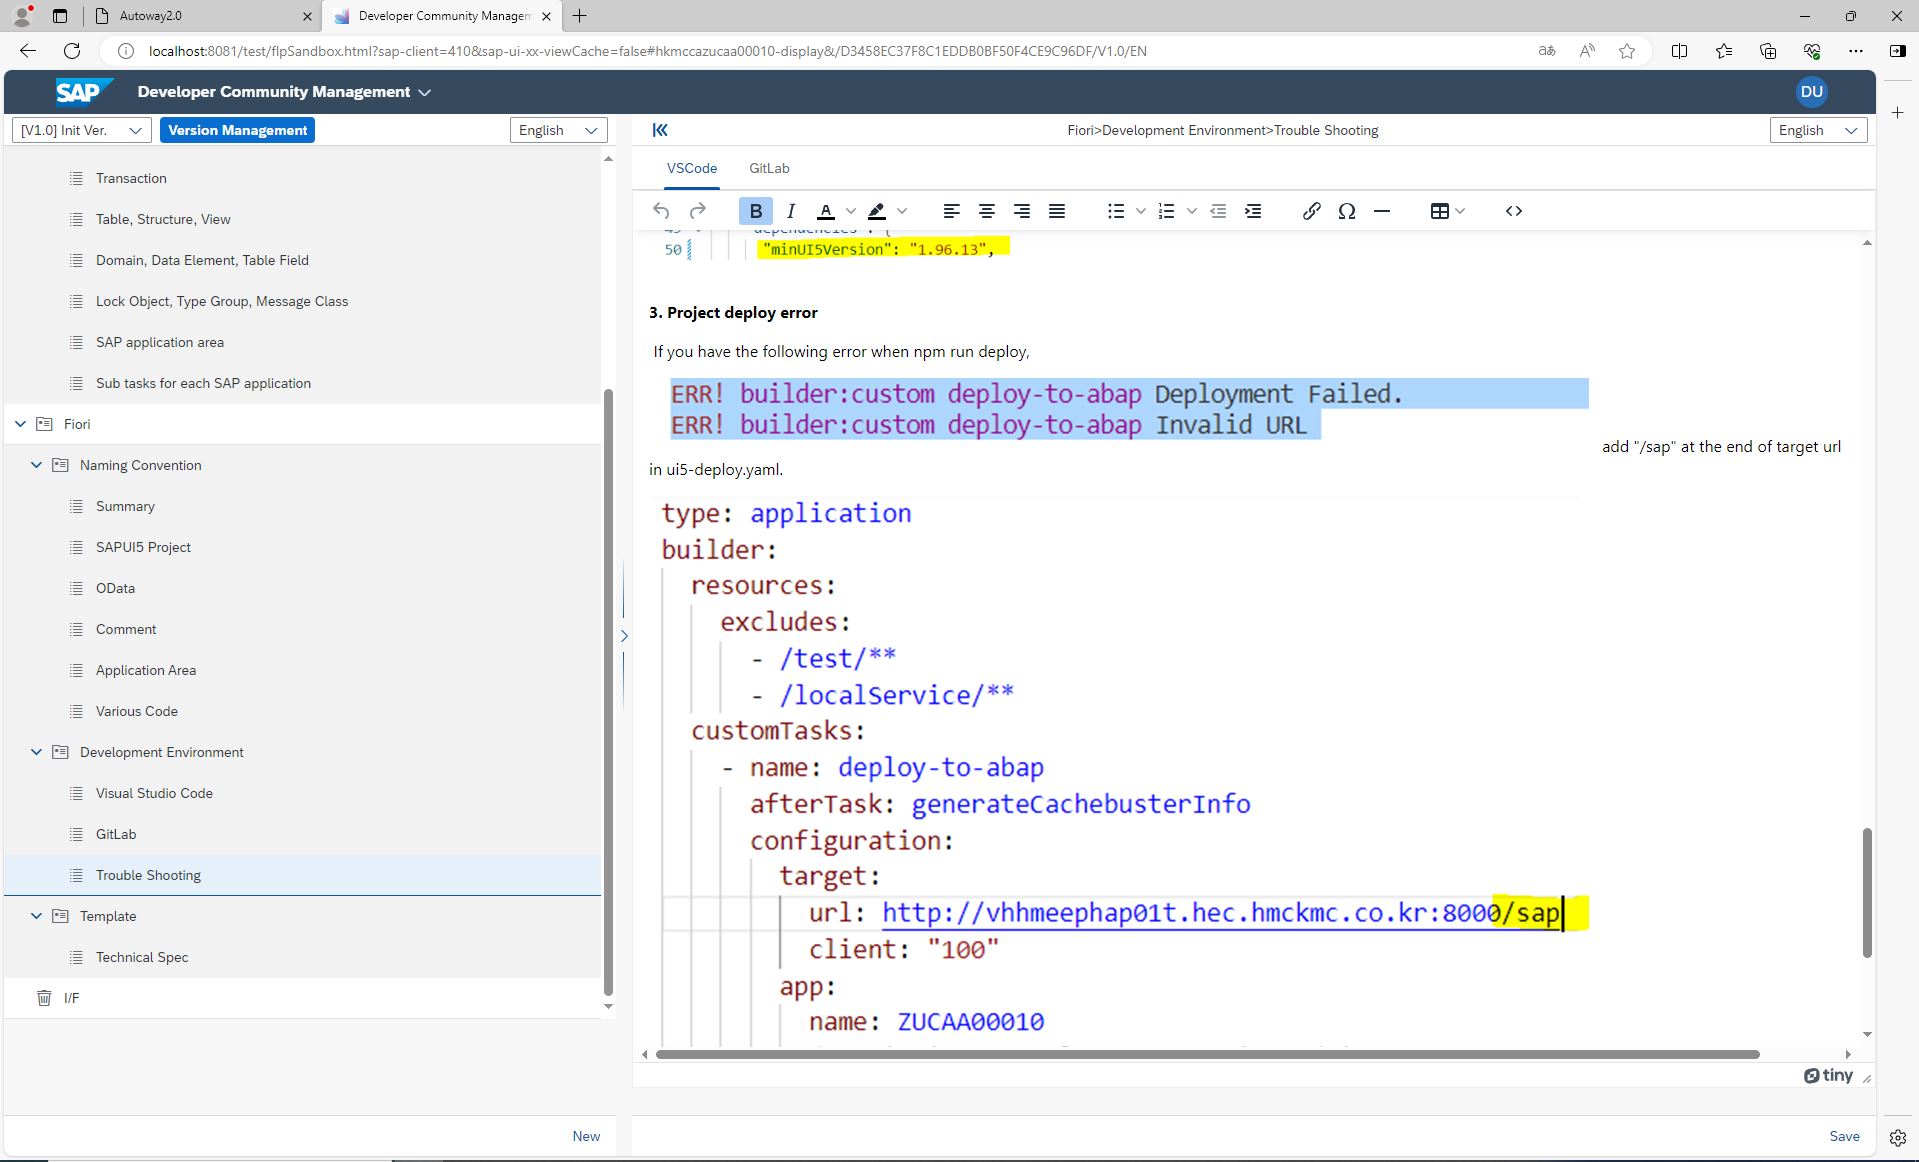 Autoway2.0
Developer Community Managem
localhost:8081/test/flpSandbox.html?sap-client=410&sap-ui-xx-viewCache=false#hkmccazucaa00010-display&/D3458EC37F8C1EDDB0BF50F4CE9C96DF/V1.0/EN
SAP Developer Community Management
DU
[V1.0] Init Ver.
Version Management
English
Fiori>Development Environment>Trouble Shooting
English
Transaction
Table, Structure, View
Domain, Data Element, Table Field
Lock Object, Type Group, Message Class
SAP application area
Sub tasks for each SAP application
Fiori
Naming Convention
Summary
SAPUI5 Project
OData
Comment
Application Area
Various Code
Development Environment
Visual Studio Code
GitLab
Trouble Shooting
Template
Technical Spec
I/F
New
VSCode
GitLab
B I A
50 "minUI5Version": "1.96.13",
3. Project deploy error
If you have the following error when npm run deploy,
ERR! builder:custom deploy-to-abap Deployment Failed.
ERR! builder:custom deploy-to-abap Invalid URL
add "/sap" at the end of target url
in ui5-deploy.yaml.
type: application
builder:
resources:
excludes:
- /test/**
- /localService/**
customTasks:
- name: deploy-to-abap
afterTask: generateCachebusterInfo
configuration:
target:
url: http://vhhmeephap01t.hec.hmckmc.co.kr:8000/sap
client: "100"
app:
name: ZUCAA00010
tiny
Save